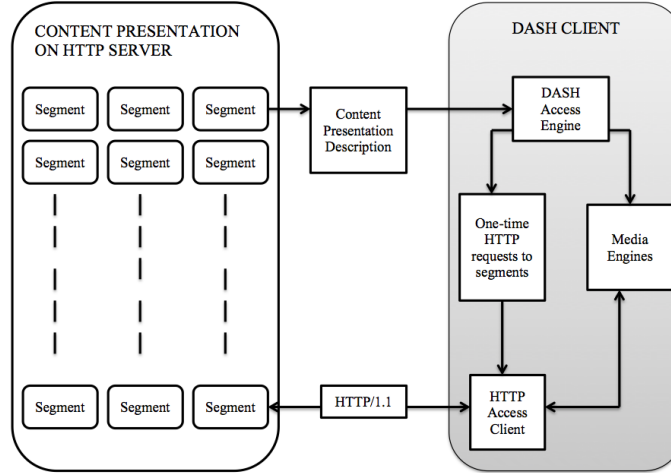 CONTENT PRESENTATION
ON HTTP SERVER
DASH CLIENT
Segment Segment Segment
Content
Presentation
Description
DASH
Access
Engine
Segment Segment Segment
One-time
HTTP
requests to
segments
Media
Engines
Segment Segment Segment
HTTP/1.1
HTTP
Access
Client